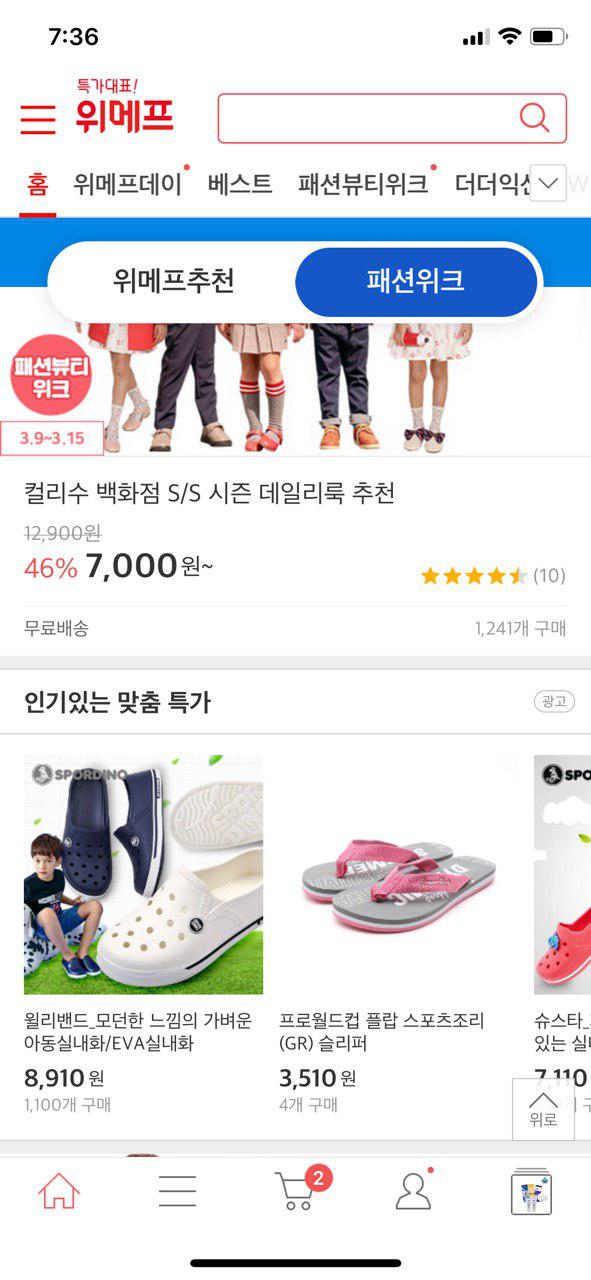 7:36
특가대표!
위메프
홈 위메프데이 베스트 패션뷰티위크 더더익선 W
위메프추천 패션위크
패션뷰티
위크
3.9~3.15
컬리수 백화점 S/S 시즌 데일리룩 추천
12,900원
46% 7,000원~
(10)
무료배송 1,241개 구매
인기있는 맞춤 특가 광고
SPORDINO
SPO
윌리밴드_모던한 느낌의 가벼운
아동실내화/EVA실내화
8,910원
1,100개 구매
프로월드컵 플랍 스포츠조리
(GR) 슬리퍼
3,510원
4개 구매
슈스타_
있는 실
7,110
위로
2